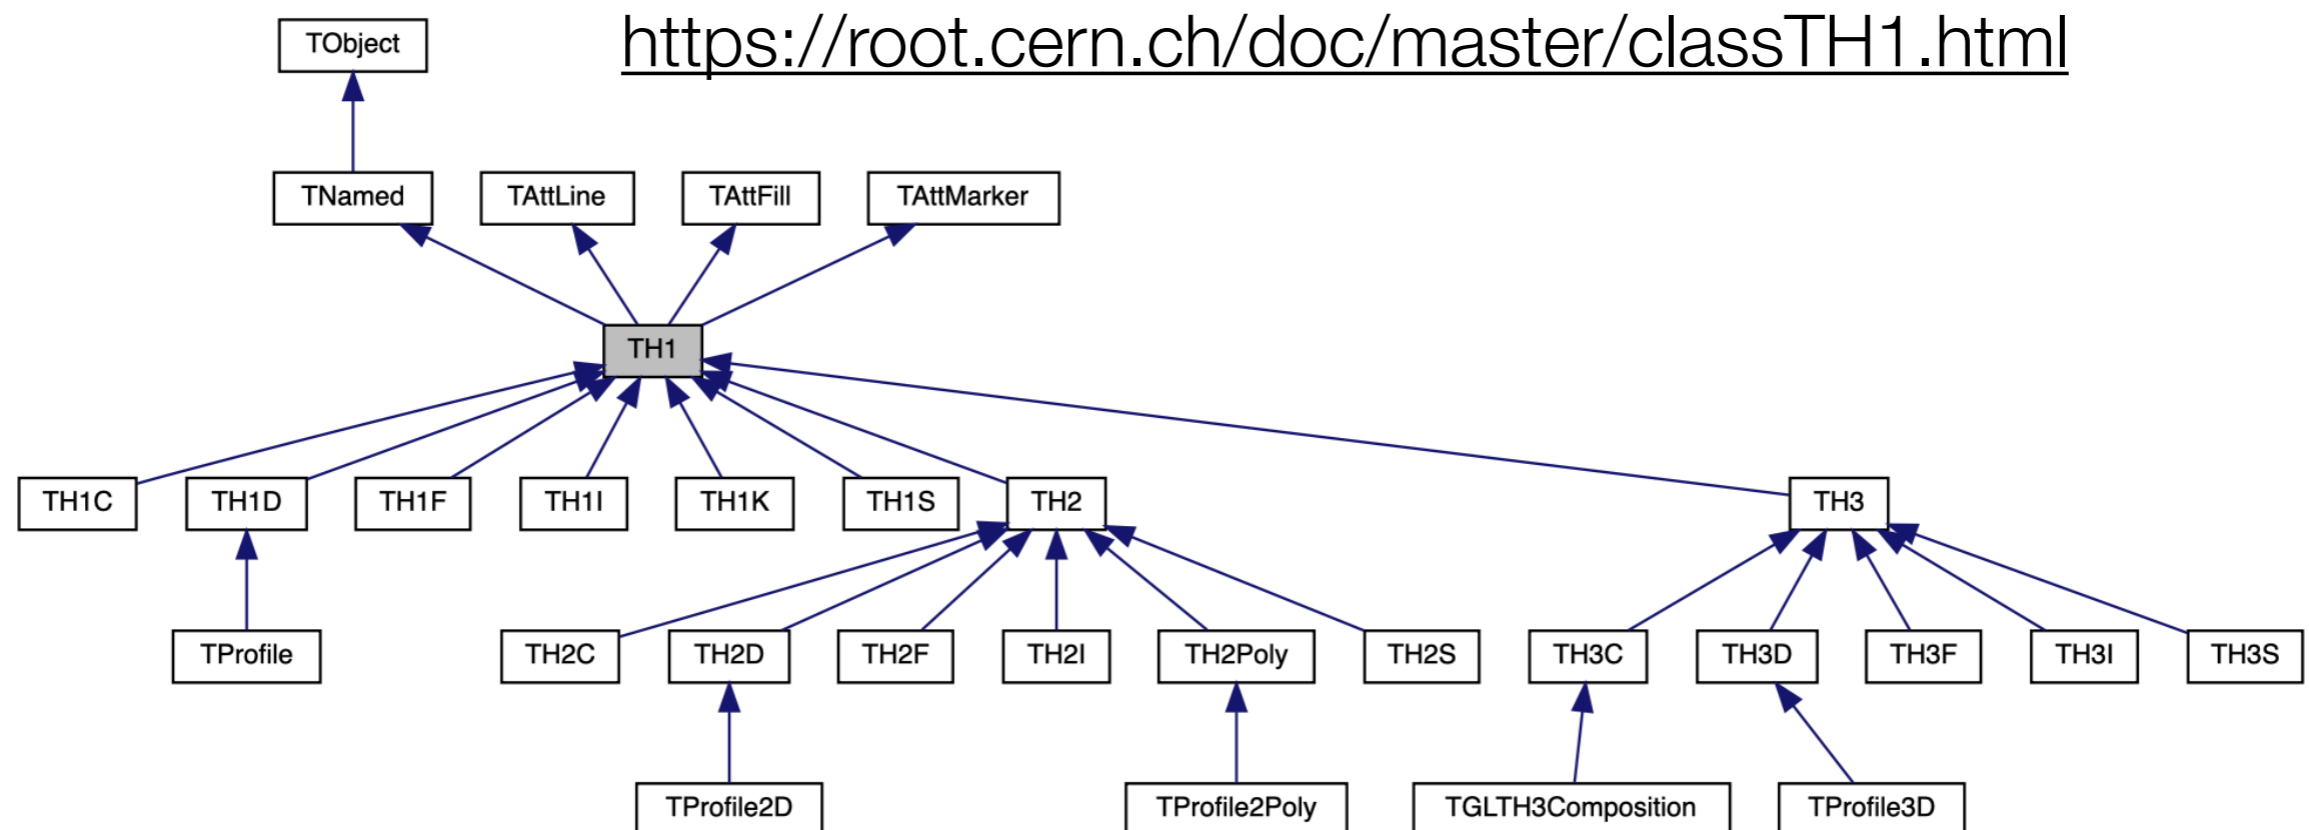 https://root.cern.ch/doc/master/classTH1.html
TObject
TNamed TAttLine TAttFill TAttMarker
TH1
TH1C TH1D TH1F TH1I TH1K TH1S TH2 TH3
TProfile TH2C TH2D TH2F TH2I TH2Poly TH2S TH3C TH3D TH3F TH3I TH3S
TProfile2D TProfile2Poly TGLTH3Composition TProfile3D